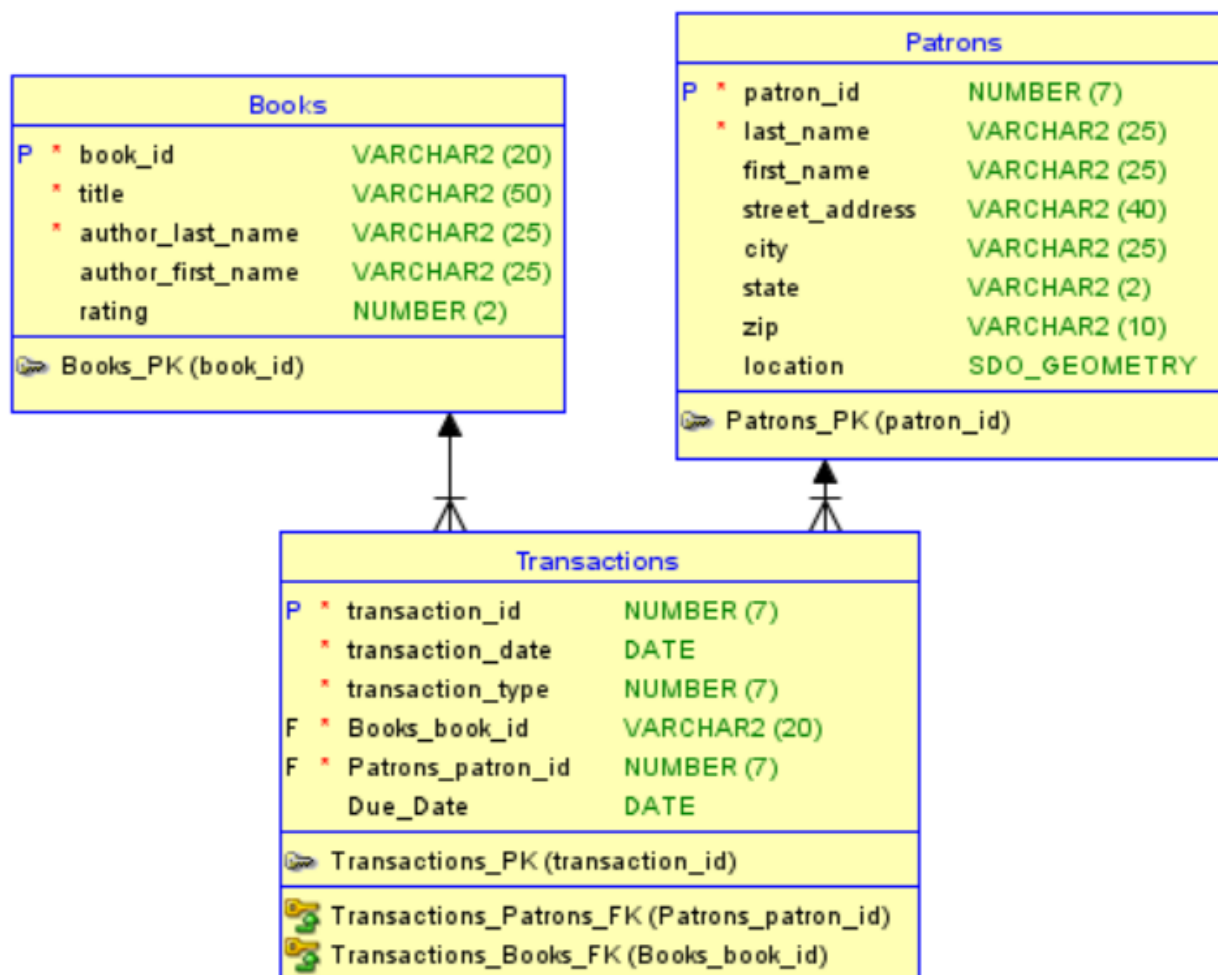 Books
P * book_id VARCHAR2 (20)
* title VARCHAR2 (50)
* author_last_name VARCHAR2 (25)
author_first_name VARCHAR2 (25)
rating NUMBER (2)
Books_PK (book_id)
Patrons
P * patron_id NUMBER (7)
* last_name VARCHAR2 (25)
first_name VARCHAR2 (25)
street_address VARCHAR2 (40)
city VARCHAR2 (25)
state VARCHAR2 (2)
zip VARCHAR2 (10)
location SDO_GEOMETRY
Patrons_PK (patron_id)
Transactions
P * transaction_id NUMBER (7)
* transaction_date DATE
* transaction_type NUMBER (7)
F * Books_book_id VARCHAR2 (20)
F * Patrons_patron_id NUMBER (7)
Due_Date DATE
Transactions_PK (transaction_id)
Transactions_Patrons_FK (Patrons_patron_id)
Transactions_Books_FK (Books_book_id)